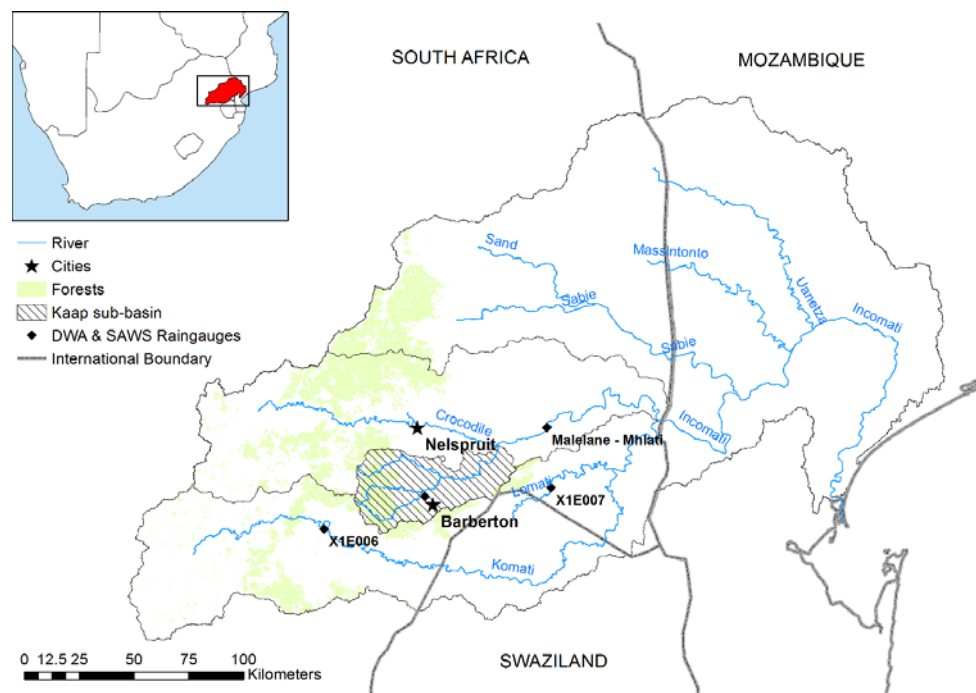 SOUTH AFRICA
MOZAMBIQUE
River
Cities
Forests
Kaap sub-basin
DWA & SAWS Raingauges
International Boundary
Sand
Massintonto
Uanetza
Incomati
Sabie
Sabie
Crocodile
Nelspruit
Malelane - Mhlati
Incomati
Lomati
X1E007
Barberton
X1E006
Komati
0 12.5 25 50 75 100
Kilometers
SWAZILAND